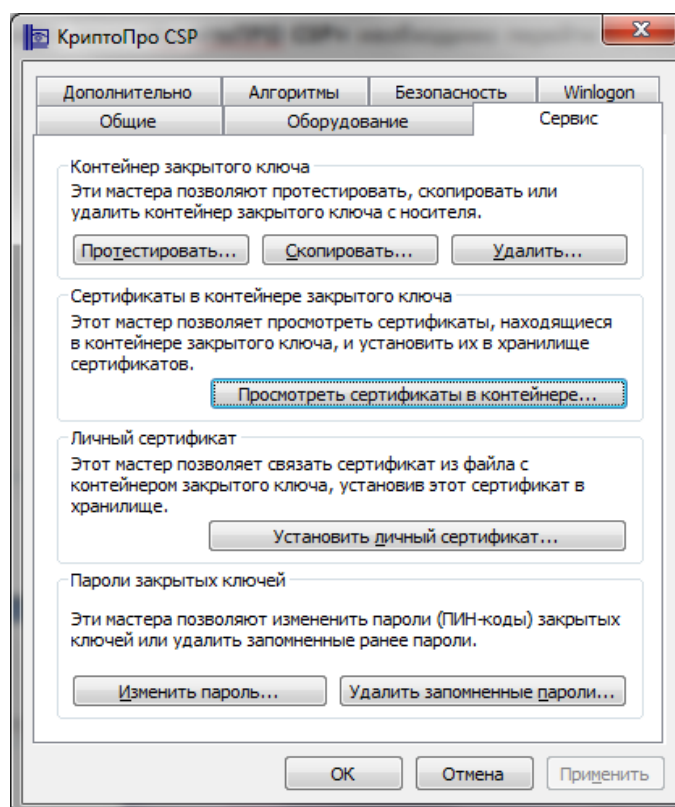 КриптоПро CSP
Дополнительно Алгоритмы Безопасность Winlogon
Общие Оборудование Сервис
Контейнер закрытого ключа
Эти мастера позволяют протестировать, скопировать или
удалить контейнер закрытого ключа с носителя.
Протестировать... Скопировать... Удалить...
Сертификаты в контейнере закрытого ключа
Этот мастер позволяет просмотреть сертификаты, находящиеся
в контейнере закрытого ключа, и установить их в хранилище
сертификатов.
Просмотреть сертификаты в контейнере...
Личный сертификат
Этот мастер позволяет связать сертификат из файла с
контейнером закрытого ключа, установив этот сертификат в
хранилище.
Установить личный сертификат...
Пароли закрытых ключей
Эти мастера позволяют измененить пароли (ПИН-коды) закрытых
ключей или удалить запомненные ранее пароли.
Изменить пароль... Удалить запомненные пароли...
ОК Отмена Применить